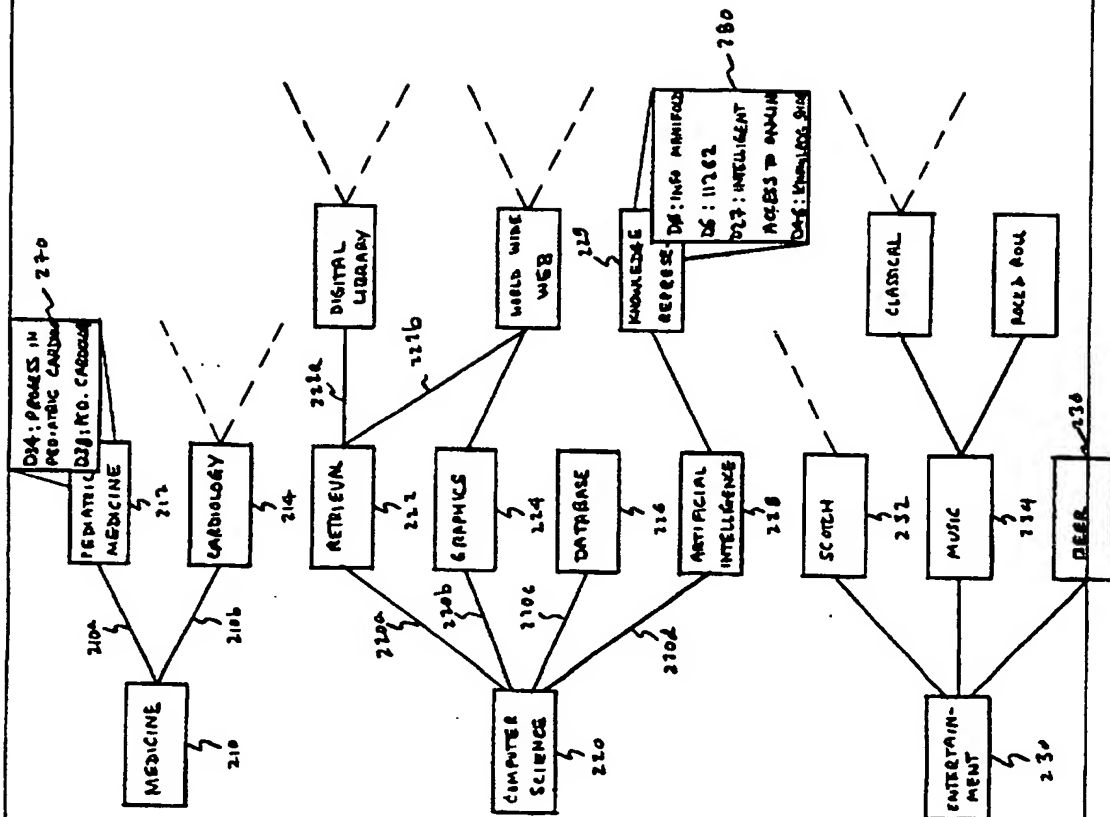 D34: PROGRESS IN
PEDIATRIC CARDIO
D38: PED. CARDIOLO
270
PEDIATRIC
MEDICINE
212
210a
MEDICINE
210
210b
CARDIOLOGY
214
DIGITAL
LIBRARY
222a
RETRIEVAL
222
222b
WORLD WIDE
WEB
220a
GRAPHICS
224
220b
COMPUTER
SCIENCE
220
220c
DATABASE
226
220d
ARTIFICIAL
INTELLIGENCE
228
229
KNOWLEDGE
REPRESE-
D8: INFO MANIFOLD
D6: 11262
D27: INTELLIGENT
ACCESS TO
280
SCOTCH
232
ENTERTAIN-
MENT
230
MUSIC
234
CLASSICAL
ROCK & ROLL
BEER
236